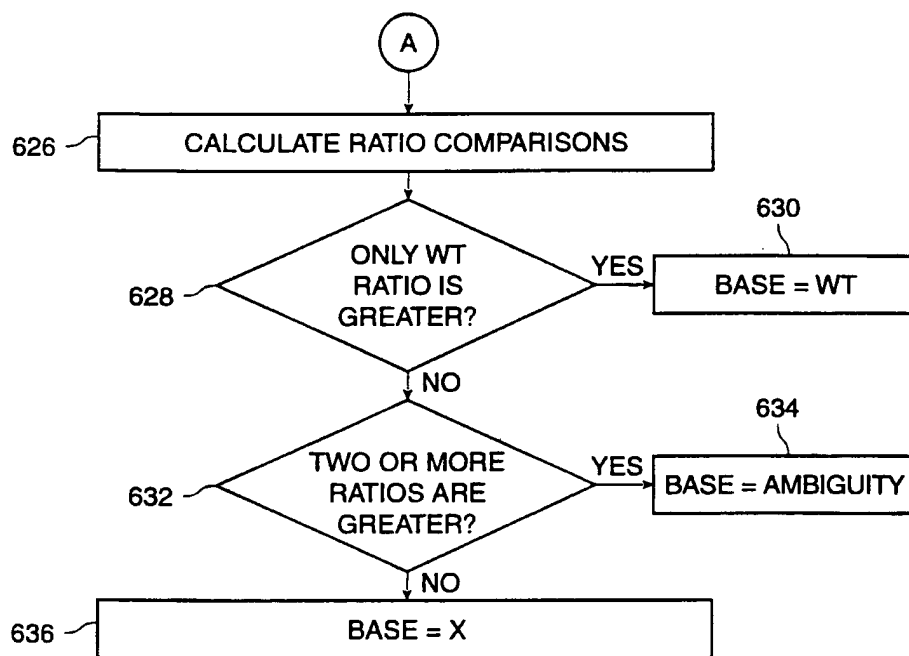 A
626
CALCULATE RATIO COMPARISONS
628
ONLY WT
RATIO IS
GREATER?
YES
630
BASE = WT
NO
632
TWO OR MORE
RATIOS ARE
GREATER?
YES
634
BASE = AMBIGUITY
NO
636
BASE = X